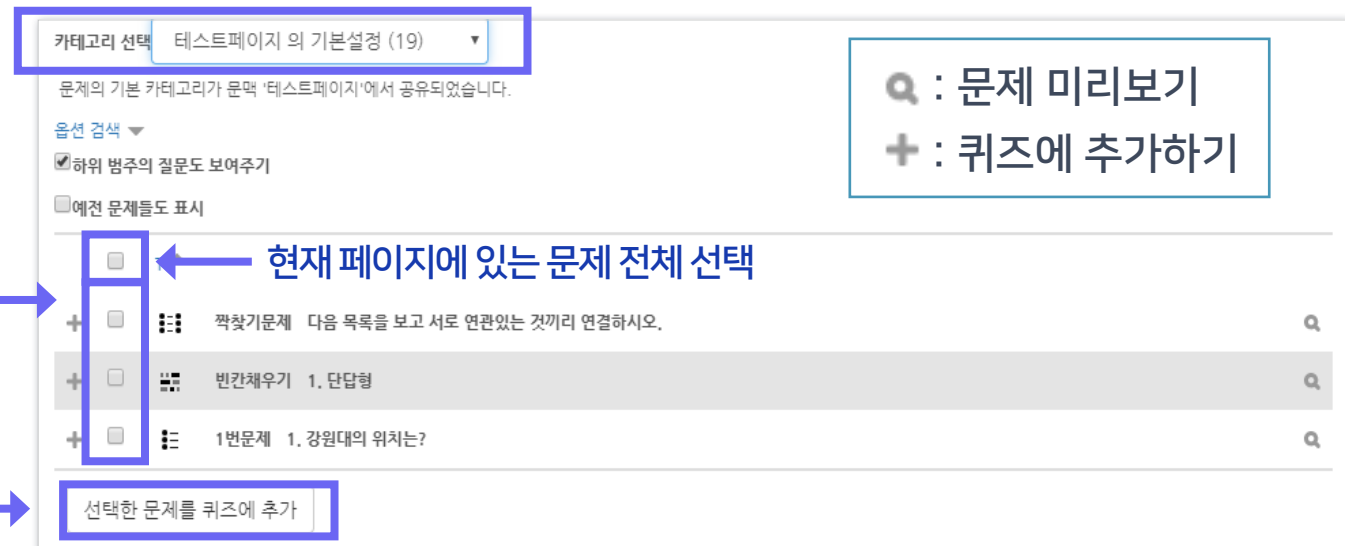 카테고리 선택 테스트페이지 의 기본설정 (19)
문제의 기본 카테고리가 문맥 '테스트페이지'에서 공유되었습니다.
옵션 검색
하위 범주의 질문도 보여주기
예전 문제들도 표시
: 문제 미리보기
: 퀴즈에 추가하기
현재 페이지에 있는 문제 전체 선택
짝찾기문제 다음 목록을 보고 서로 연관있는 것끼리 연결하시오.
빈칸채우기 1. 단답형
1번문제 1. 강원대의 위치는?
선택한 문제를 퀴즈에 추가